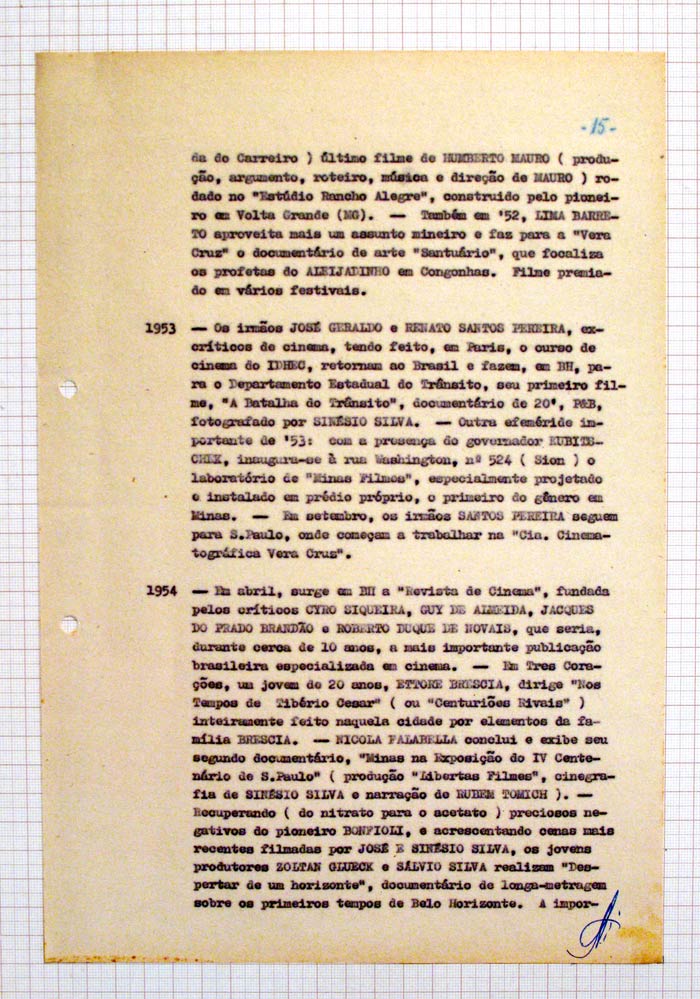 -15-
da do Carreiro ) último filme de HUMBERTO MAURO ( produ-
ção, argumento, roteiro, música e direção de MAURO ) ro-
dado no "Estúdio Rancho Alegre", construido pelo pionei-
ro em Volta Grande (MG). — Também em '52, LIMA BARRE-
TO aproveita mais um assunto mineiro e faz para a "Vera
Cruz" o documentário de arte "Santuário", que focaliza
os profetas do ALEIJADINHO em Congonhas. Filme premia-
do em vários festivais.
1953 — Os irmãos JOSÉ GERALDO e RENATO SANTOS PEREIRA, ex-
críticos de cinema, tendo feito, em Paris, o curso de
cinema do IDHEC, retornam ao Brasil e fazem, em BH, pa-
ra o Departamento Estadual do Trânsito, seu primeiro fil-
me, "A Batalha do Trânsito", documentário de 20', P&B,
fotografado por SINÉSIO SILVA. — Outra efeméride im-
portante de '53: com a presença do governador KUBITS-
CHEK, inaugura-se à rua Washington, nº 524 ( Sion ) o
laboratório de "Minas Filmes", especialmente projetado
e instalado em prédio próprio, o primeiro do gênero em
Minas. — Em setembro, os irmãos SANTOS PEREIRA seguem
para S.Paulo, onde começam a trabalhar na "Cia. Cinema-
tográfica Vera Cruz".
1954 — Em abril, surge em BH a "Revista de Cinema", fundada
pelos críticos CYRO SIQUEIRA, GUY DE ALMEIDA, JACQUES
DO PRADO BRANDÃO e ROBERTO DUQUE DE NOVAIS, que seria,
durante cerca de 10 anos, a mais importante publicação
brasileira especializada em cinema. — Em Tres Cora-
ções, um jovem de 20 anos, ETTORE BRESCIA, dirige "Nos
Tempos de Tibério Cesar" ( ou "Centuriões Rivais" )
inteiramente feito naquela cidade por elementos da fa-
mília BRESCIA. — NICOLA FALABELLA conclui e exibe seu
segundo documentário, "Minas na Exposição do IV Cente-
nário de S.Paulo" ( produção "Libertas Filmes", cinegra-
fia de SINÉSIO SILVA e narração de RUBEM TOMICH ). —
Recuperando ( do nitrato para o acetato ) preciosos ne-
gativos do pioneiro BONFIOLI, e acrescentando cenas mais
recentes filmadas por JOSÉ E SINÉSIO SILVA, os jovens
produtores ZOLTAN GLUECK e SÁLVIO SILVA realizam "Des-
pertar de um horizonte", documentário de longa-metragem
sobre os primeiros tempos de Belo Horizonte. A impor-